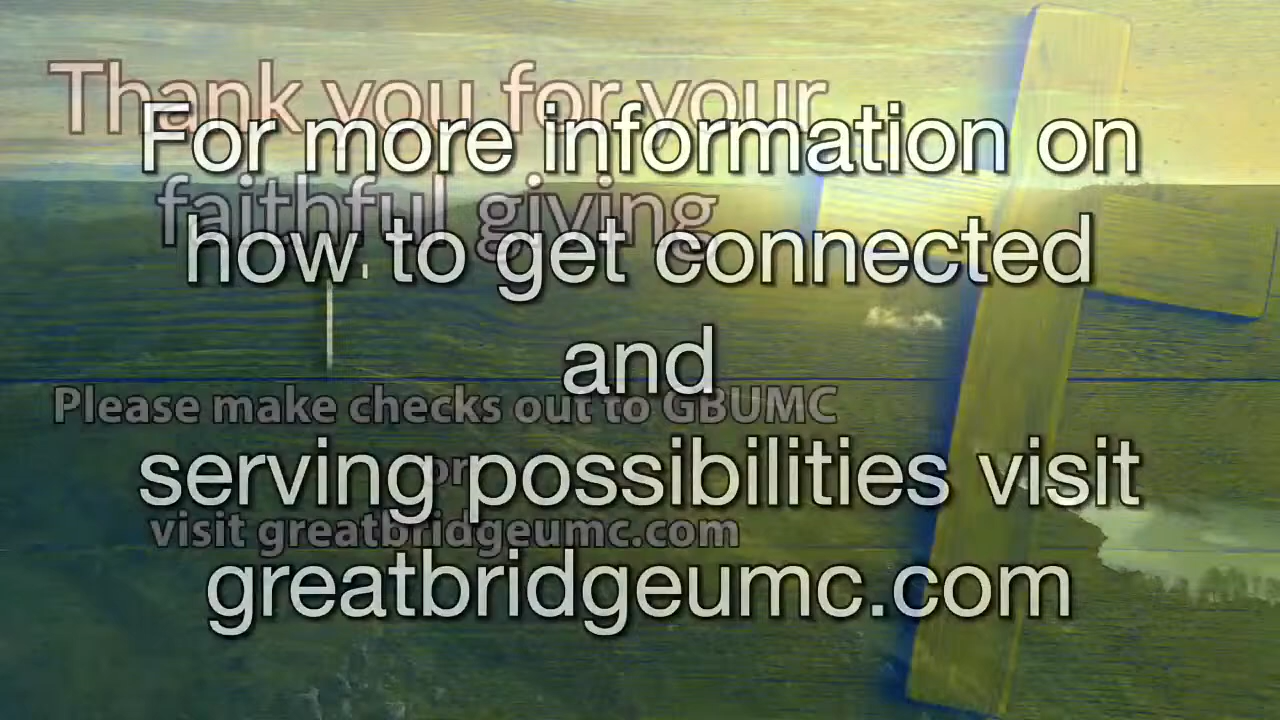 Thank you for your
faithful giving
Please make checks out to GBUMC
or
visit greatbridgeumc.com
For more information on
how to get connected
and
serving possibilities visit
greatbridgeumc.com